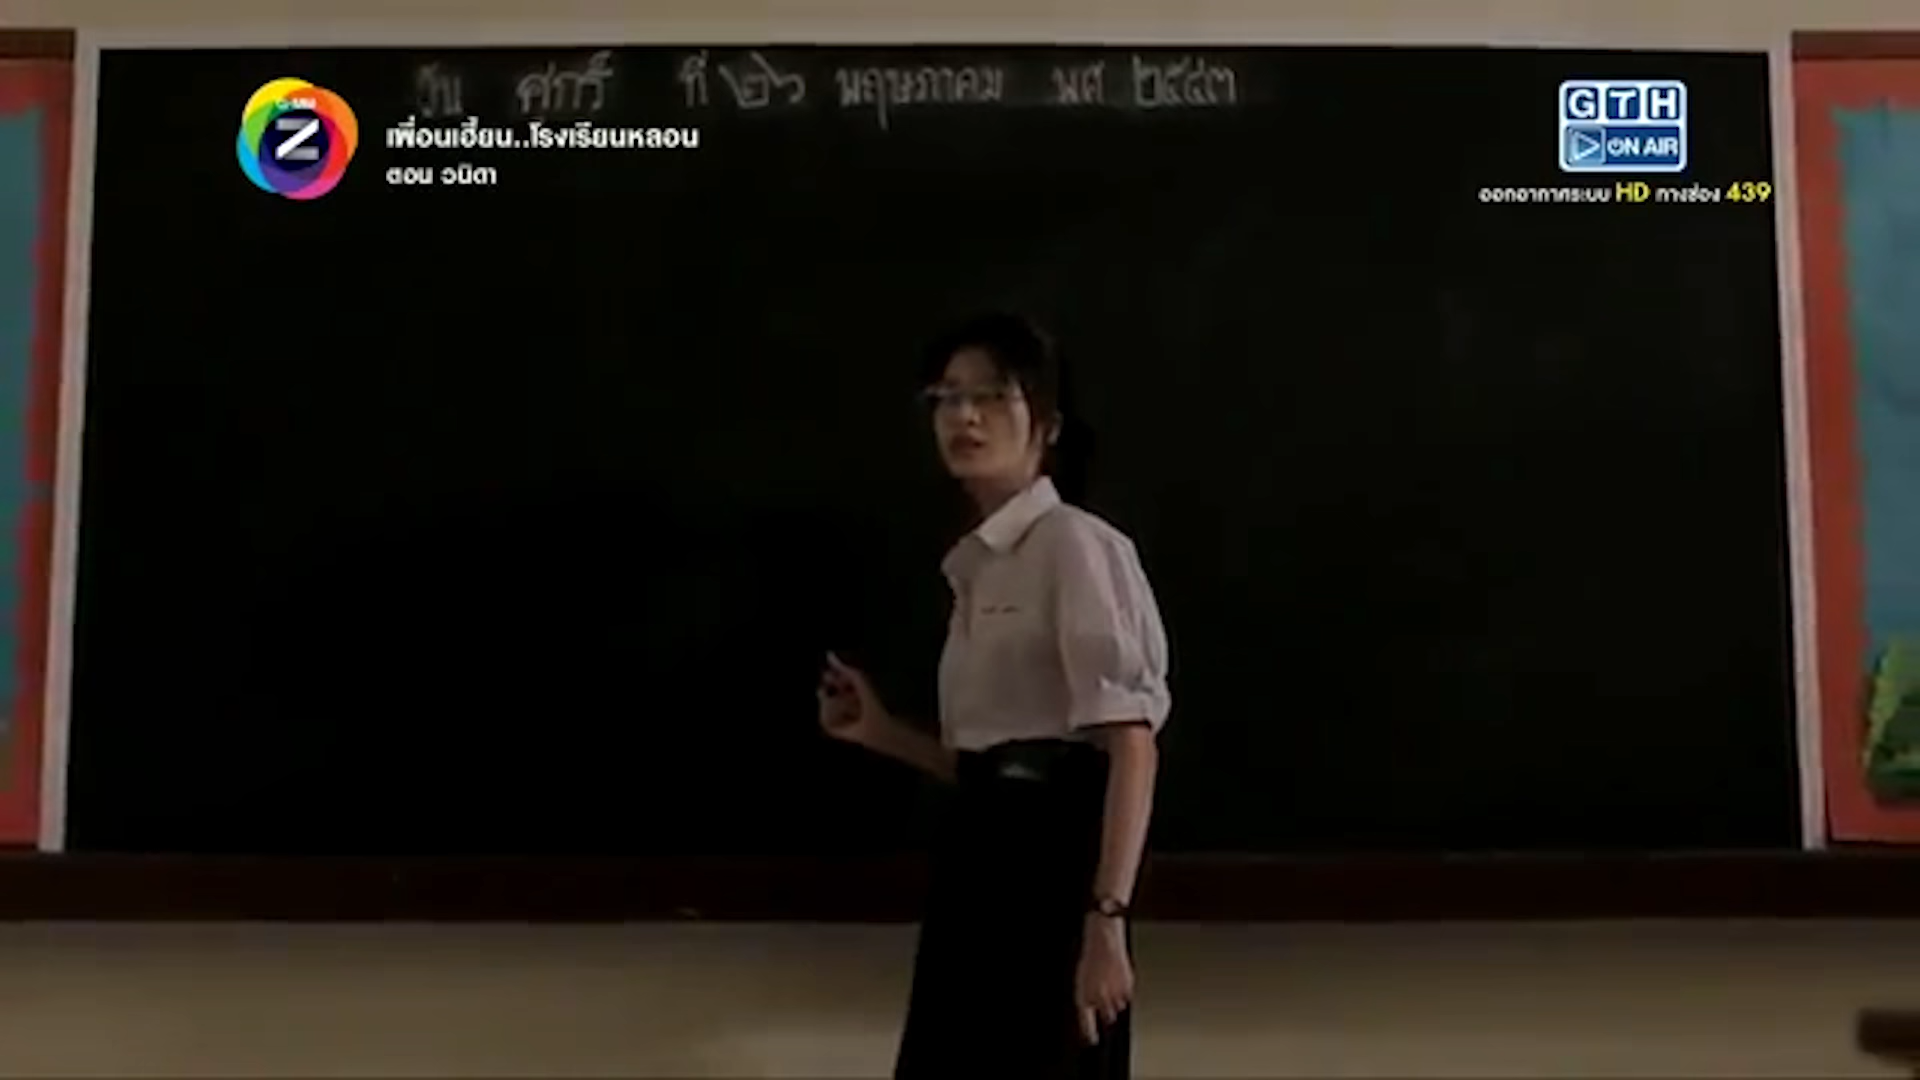 วัน ศุกร์ ที่ ๒๖ พฤษภาคม พศ ๒๕๔๓
Z
เพื่อนเฮี้ยน..โรงเรียนหลอน
ตอน วนิดา
GTH
ON AIR
ออกอากาศระบบ HD ทางช่อง 439